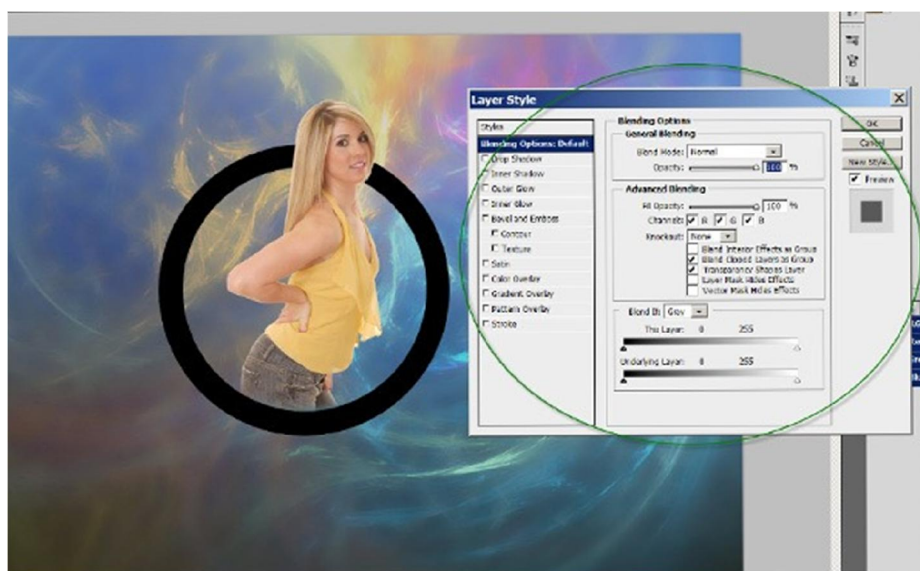 Layer Style
Styles
Blending Options: Default
Drop Shadow
Inner Shadow
Outer Glow
Inner Glow
Bevel and Emboss
Contour
Texture
Satin
Color Overlay
Gradient Overlay
Pattern Overlay
Stroke
Blending Options
General Blending
Blend Mode: Normal
Opacity: 100 %
Advanced Blending
Fill Opacity: 100 %
Channels: R G B
Knockout: None
Blend Interior Effects as Group
Blend Clipped Layers as Group
Transparency Shapes Layer
Layer Mask Hides Effects
Vector Mask Hides Effects
Blend If: Gray
This Layer: 0 255
Underlying Layer: 0 255
OK
Cancel
New Style...
Preview